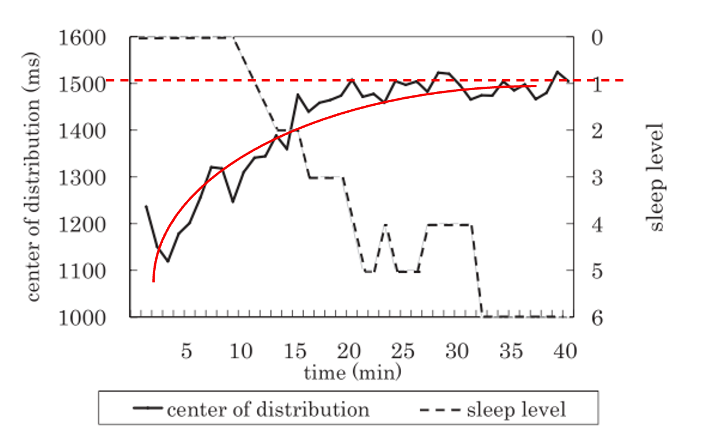 center of distribution (ms)
1600
1500
1400
1300
1200
1100
1000
0
1
2
3
4
5
6
sleep level
5 10 15 20 25 30 35 40
time (min)
center of distribution sleep level